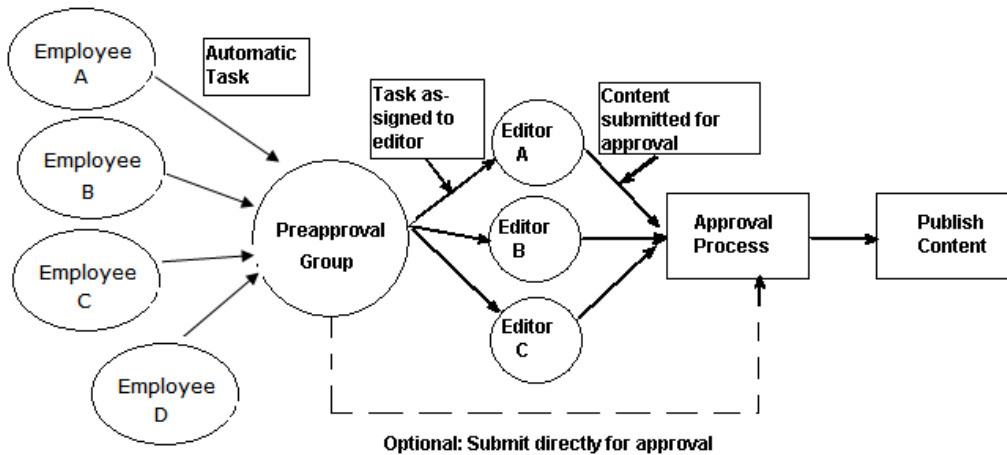 Employee
A
Automatic
Task
Employee
B
Employee
C
Employee
D
Preapproval
Group
Task as-
signed to
editor
Editor
A
Editor
B
Editor
C
Content
submitted for
approval
Approval
Process
Publish
Content
Optional: Submit directly for approval